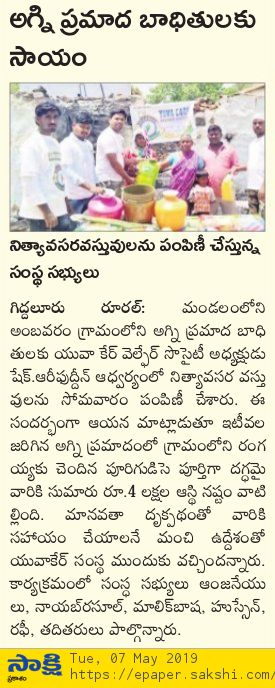 అగ్ని ప్రమాద బాధితులకు
సాయం
YUVA CARE
నిత్యావసరవస్తువులను పంపిణీ చేస్తున్న
సంస్థ సభ్యులు
గిద్దలూరు రూరల్: మండలంలోని
అంబవరం గ్రామంలోని అగ్ని ప్రమాద బాధి
తులకు యువా కేర్ వెల్ఫేర్ సొసైటీ అధ్యక్షుడు
షేక్.ఆరీఫుద్దీన్ ఆధ్వర్యంలో నిత్యావసర వస్తు
వులను సోమవారం పంపిణీ చేశారు. ఈ
సందర్భంగా ఆయన మాట్లాడుతూ ఇటీవల
జరిగిన అగ్ని ప్రమాదంలో గ్రామంలోని రంగ
య్యకు చెందిన పూరిగుడిసె పూర్తిగా దగ్ధమై
వారికి సుమారు రూ.4 లక్షల ఆస్తి నష్టం వాటి
ల్లింది. మానవతా దృక్పథంతో వారికి
సహాయం చేయాలనే మంచి ఉద్దేశంతో
యువాకేర్ సంస్థ ముందుకు వచ్చిందన్నారు.
కార్యక్రమంలో సంస్థ సభ్యులు ఆంజనేయు
లు, నాయబ్‌రసూల్, మాలిక్‌బాష, హుస్సేన్,
రఫీ, తదితరులు పాల్గొన్నారు.
సాక్షి
ప్రకాశం
Tue, 07 May 2019
https://epaper.sakshi.com